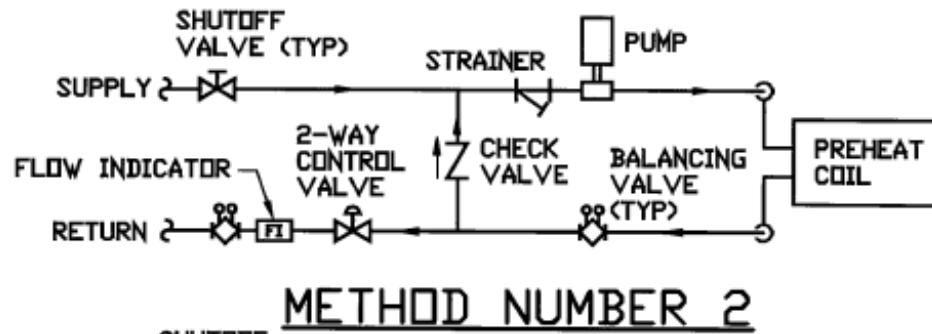 SHUTOFF
VALVE (TYP)
PUMP
STRAINER
SUPPLY
2-WAY
CONTROL
VALVE
CHECK
VALVE
BALANCING
VALVE
(TYP)
PREHEAT
COIL
FLOW INDICATOR
RETURN
FI
METHOD NUMBER 2
SHUTOFF